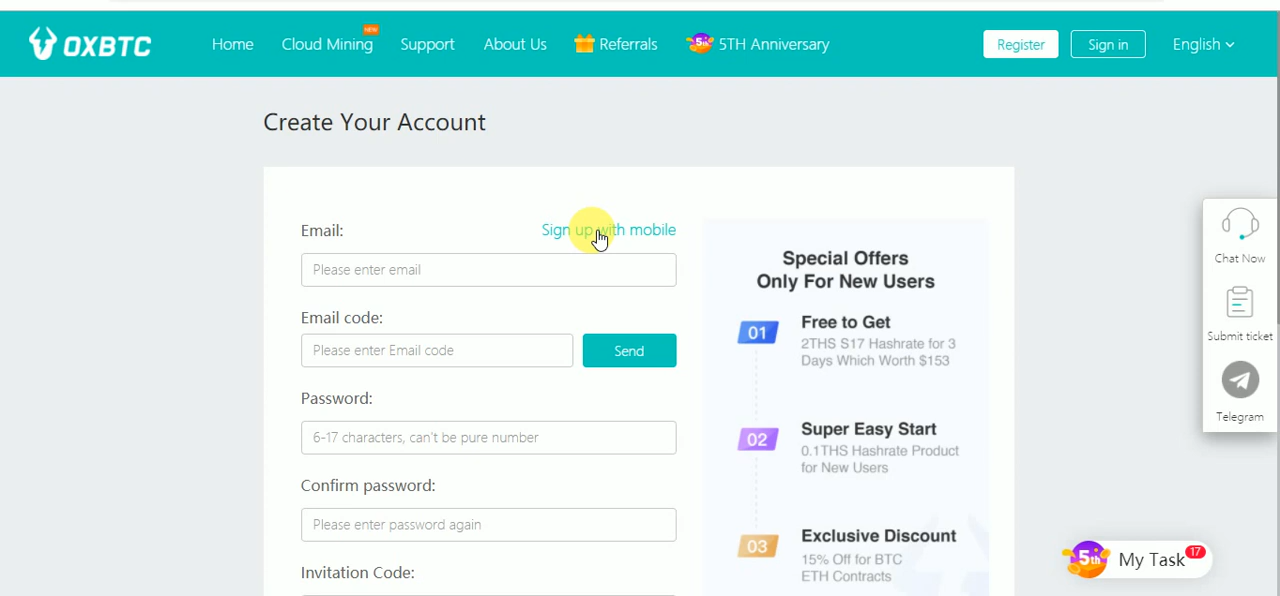 OXBTC
Home
Cloud Mining
NEW
Support
About Us
Referrals
5th
5TH Anniversary
Register
Sign in
English
Create Your Account
Email:
Sign up with mobile
Please enter email
Email code:
Please enter Email code
Send
Password:
6-17 characters, can't be pure number
Confirm password:
Please enter password again
Invitation Code:
Special Offers
Only For New Users
01
Free to Get
2THS S17 Hashrate for 3
Days Which Worth $153
02
Super Easy Start
0.1THS Hashrate Product
for New Users
03
Exclusive Discount
15% Off for BTC
ETH Contracts
Chat Now
Submit ticket
Telegram
5th
My Task
17